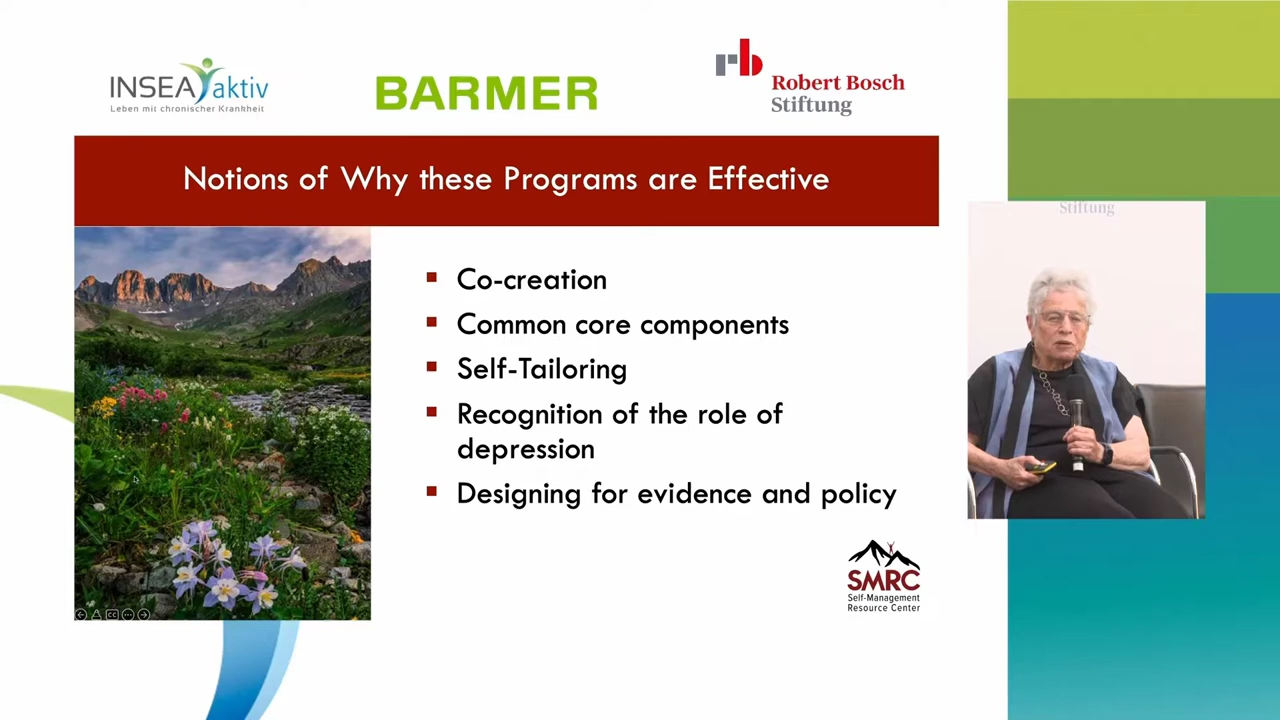 INSEA aktiv
Leben mit chronischer Krankheit
BARMER
rb
Robert Bosch
Stiftung
Notions of Why these Programs are Effective
Co-creation
Common core components
Self-Tailoring
Recognition of the role of
depression
Designing for evidence and policy
SMRC
Self-Management
Resource Center
CC
Stiftung